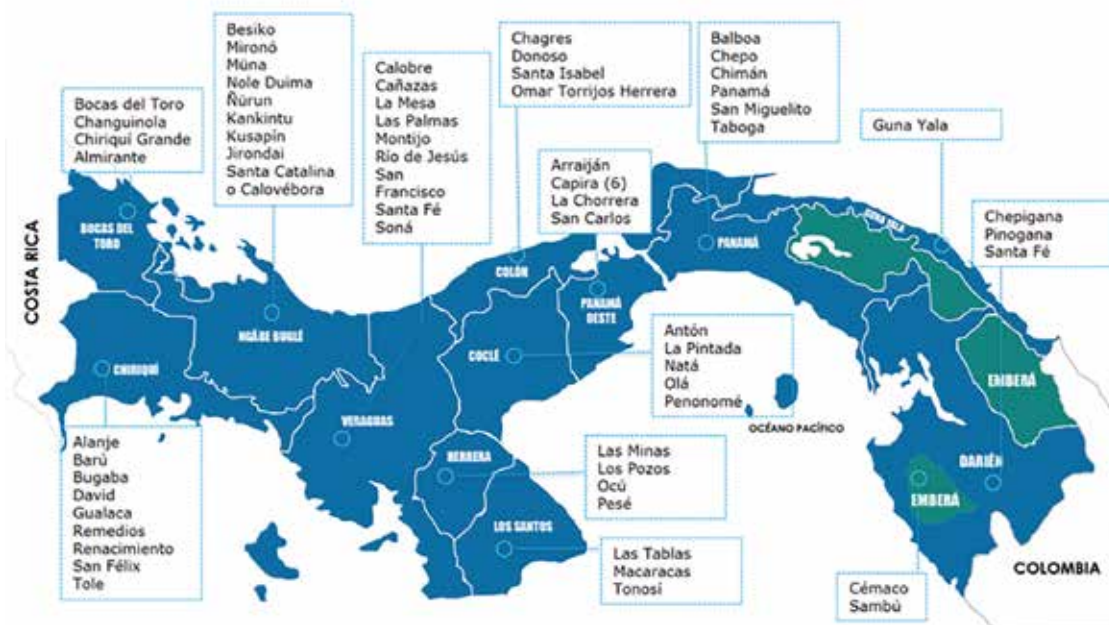 Besiko
Mironó
Müna
Nole Duima
Ñürun
Kankintu
Kusapín
Jirondai
Santa Catalina
o Calovébora
Chagres
Donoso
Santa Isabel
Omar Torrijos Herrera
Balboa
Chepo
Chimán
Panamá
San Miguelito
Taboga
Calobre
Cañazas
La Mesa
Las Palmas
Montijo
Río de Jesús
San
Francisco
Santa Fé
Soná
Bocas del Toro
Changuinola
Chiriquí Grande
Almirante
Guna Yala
Arraiján
Capira (6)
La Chorrera
San Carlos
Chepigana
Pinogana
Santa Fé
COSTA RICA
BOCAS DEL
TORO
GUNA YALA
PANAMÁ
COLÓN
PANAMÁ
OESTE
NGÄBE BUGLÉ
COCLÉ
CHIRIQUÍ
Antón
La Pintada
Natá
Olá
Penonomé
EMBERÁ
VERAGUAS
OCÉANO PACÍFICO
Alanje
Barú
Bugaba
David
Gualaca
Remedios
Renacimiento
San Félix
Tole
HERRERA
Las Minas
Los Pozos
Ocú
Pesé
DARIÉN
EMBERÁ
LOS SANTOS
Las Tablas
Macaracas
Tonosí
COLOMBIA
Cémaco
Sambú